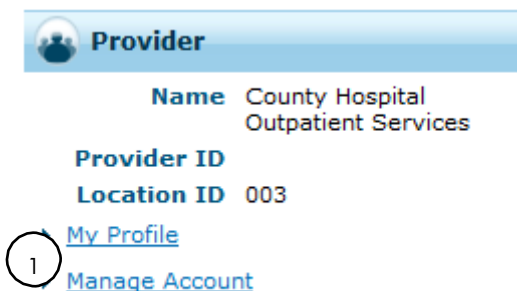 Provider
Name County Hospital
Outpatient Services
Provider ID
Location ID 003
My Profile
1
Manage Account